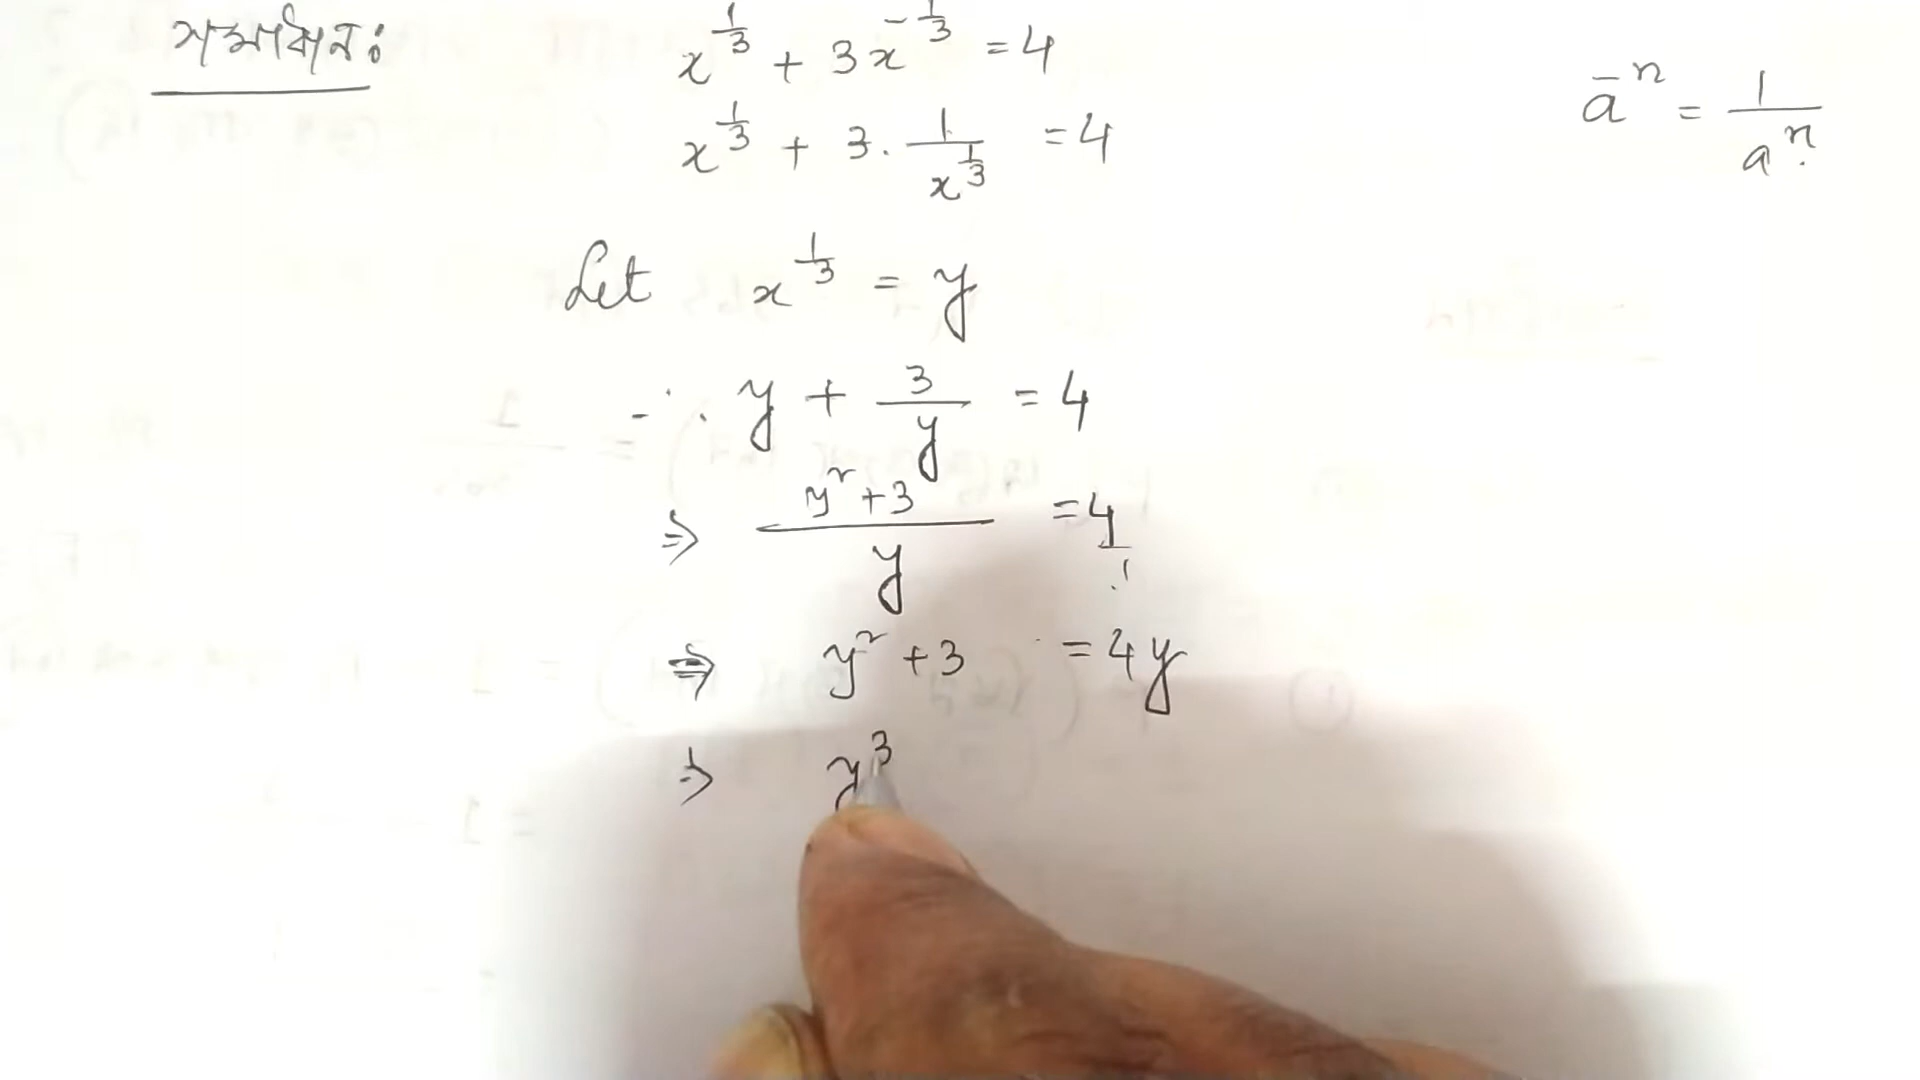 সমাধান:
x^{1/3} + 3x^{-1/3} = 4
a^{-n} = 1/a^n
x^{1/3} + 3 . 1/x^{1/3} = 4
Let x^{1/3} = y
∴ y + 3/y = 4
⇒ (y² + 3)/y = 4/1
⇒ y² + 3 = 4y
⇒ y³